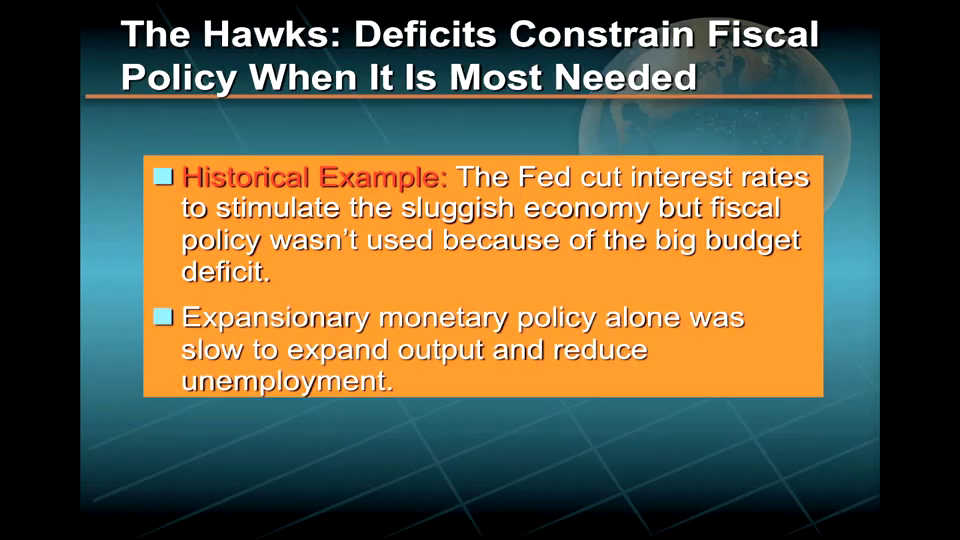 The Hawks: Deficits Constrain Fiscal
Policy When It Is Most Needed
Historical Example: The Fed cut interest rates
to stimulate the sluggish economy but fiscal
policy wasn’t used because of the big budget
deficit.
Expansionary monetary policy alone was
slow to expand output and reduce
unemployment.